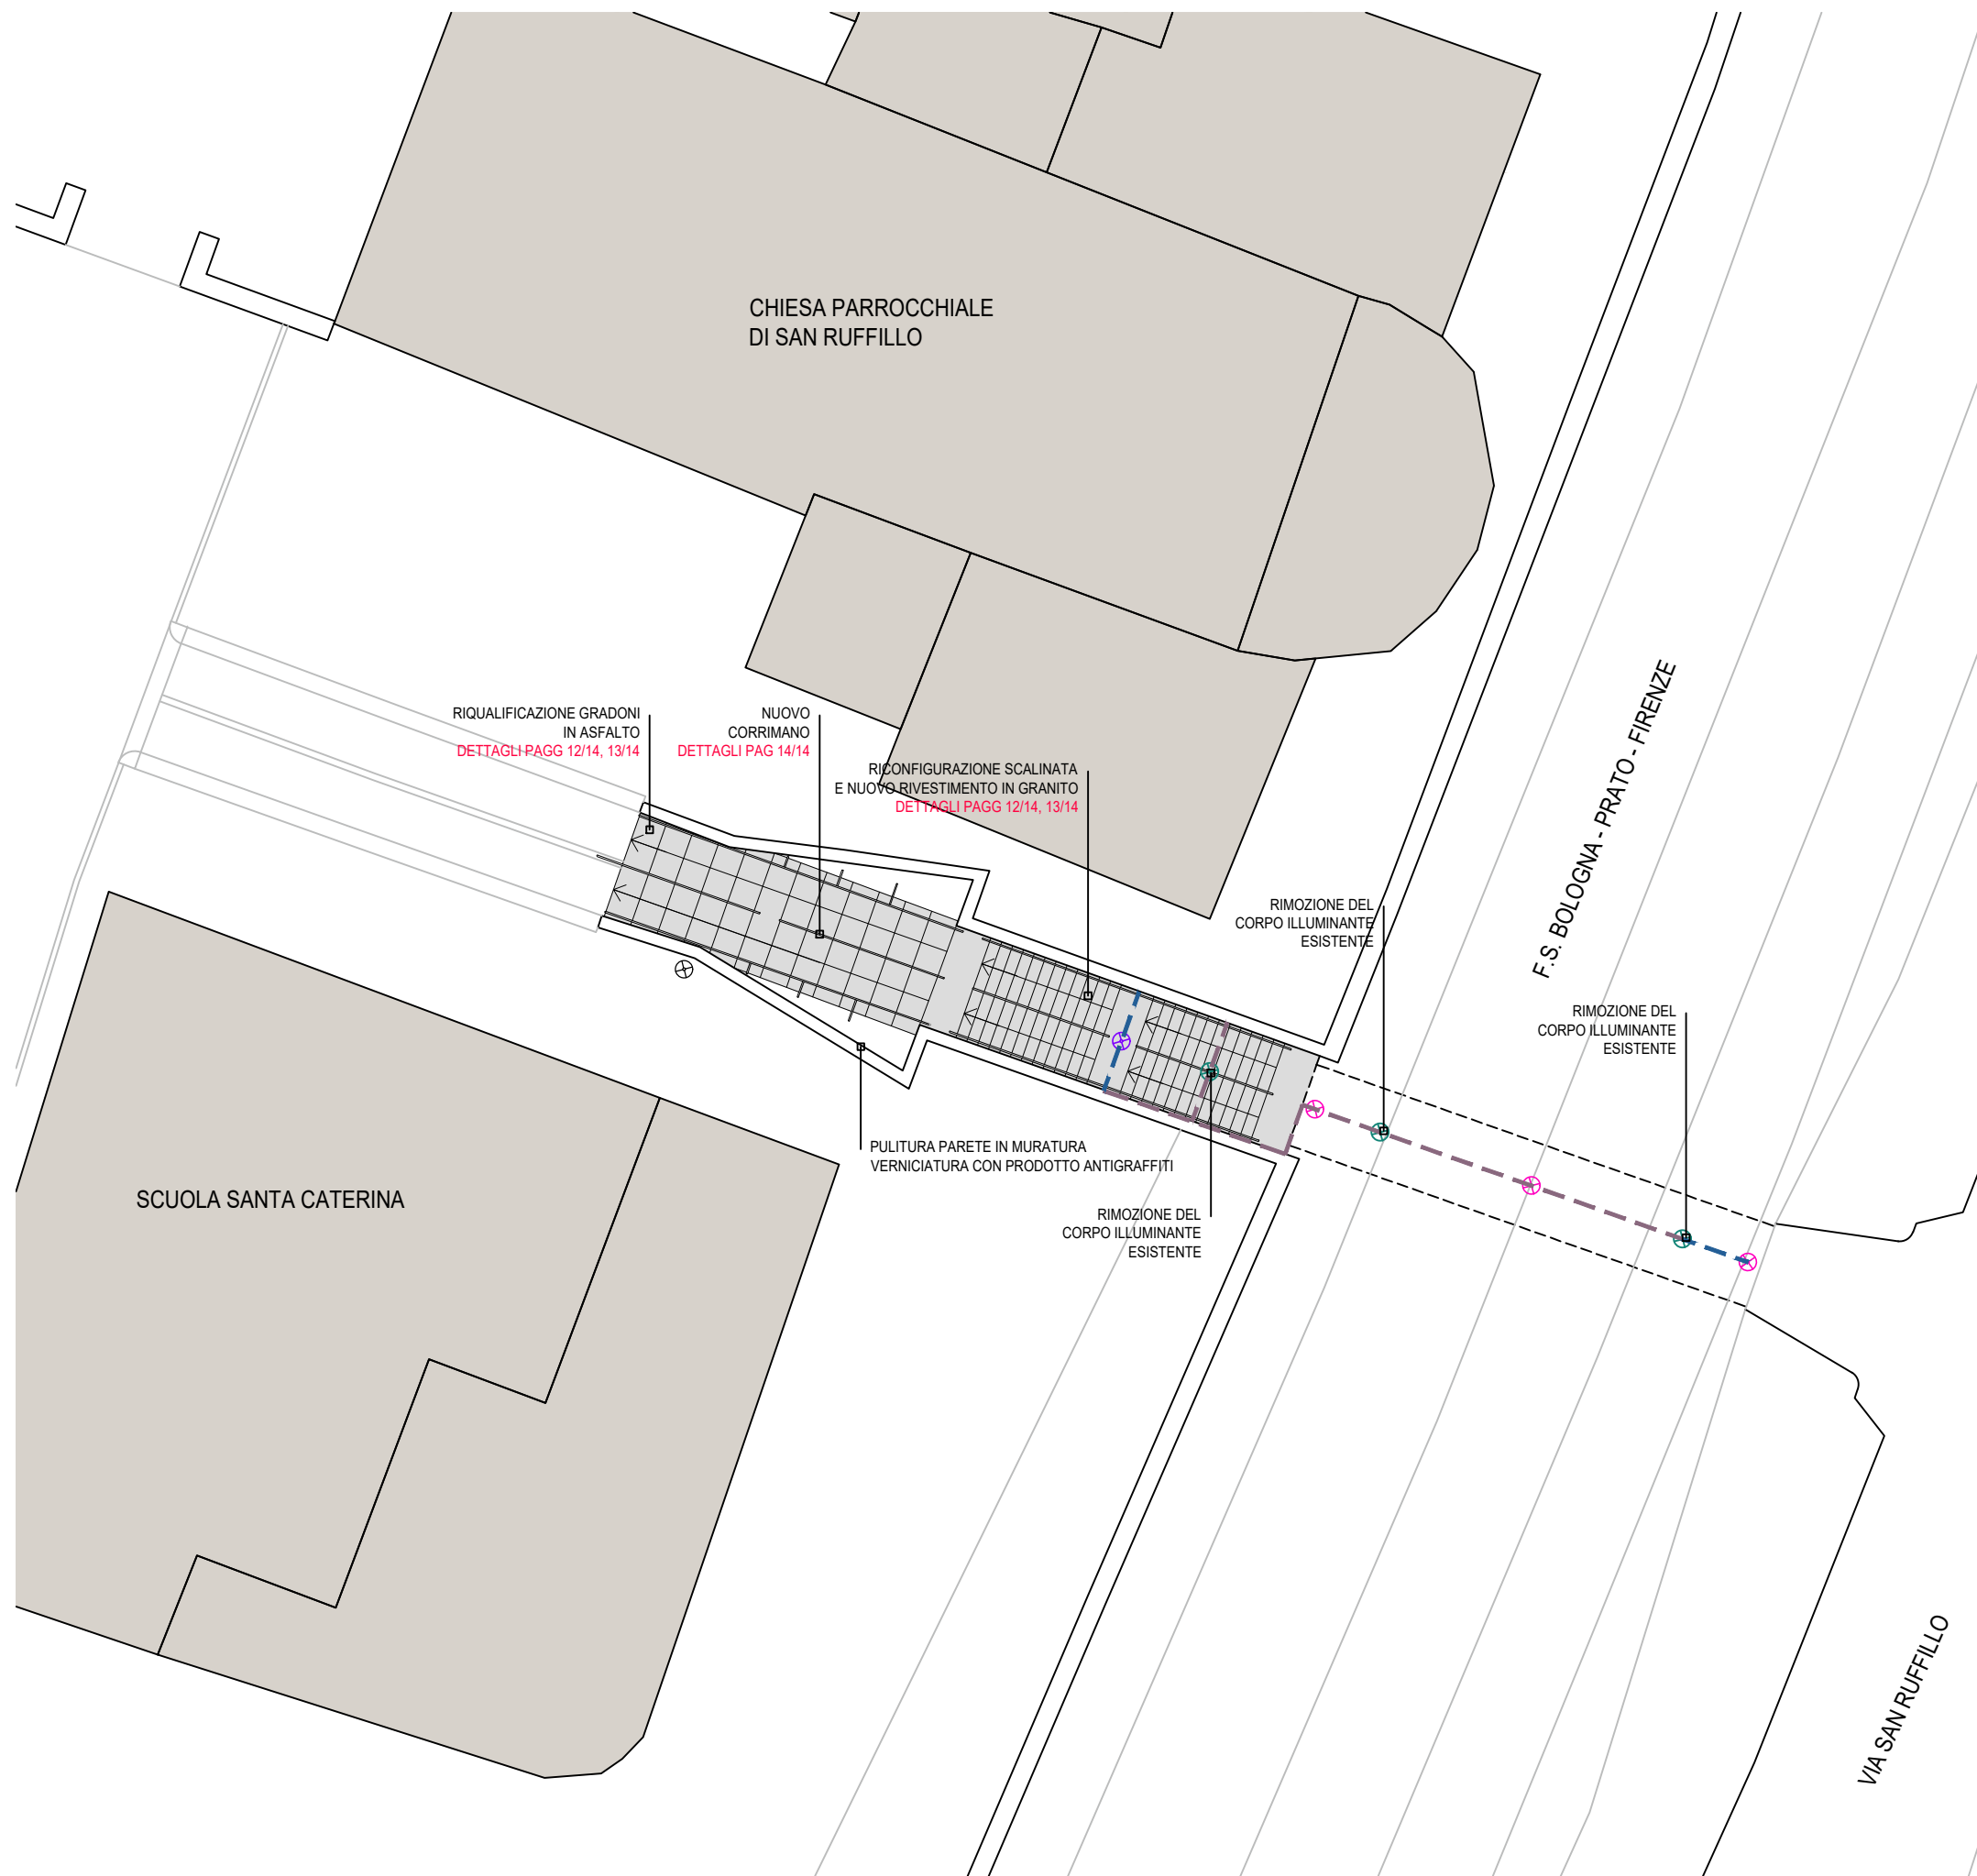 CHIESA PARROCCHIALE
DI SAN RUFFILLO
RIQUALIFICAZIONE GRADONI
IN ASFALTO
DETTAGLI PAGG 12/14, 13/14
NUOVO
CORRIMANO
DETTAGLI PAG 14/14
RICONFIGURAZIONE SCALINATA
E NUOVO RIVESTIMENTO IN GRANITO
DETTAGLI PAGG 12/14, 13/14
RIMOZIONE DEL
CORPO ILLUMINANTE
ESISTENTE
F.S. BOLOGNA - PRATO - FIRENZE
RIMOZIONE DEL
CORPO ILLUMINANTE
ESISTENTE
PULITURA PARETE IN MURATURA
VERNICIATURA CON PRODOTTO ANTIGRAFFITI
SCUOLA SANTA CATERINA
RIMOZIONE DEL
CORPO ILLUMINANTE
ESISTENTE
VIA SAN RUFFILLO